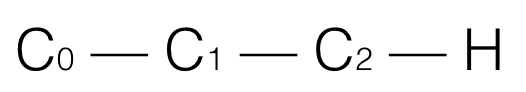 C₀ — C₁ — C₂ — H